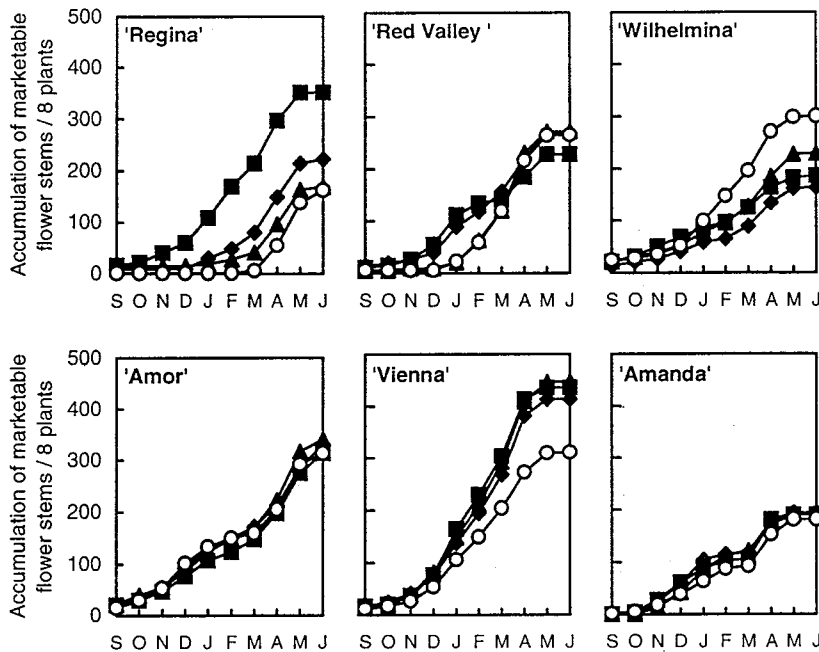 Accumulation of marketable
flower stems / 8 plants
500
400
300
200
100
0
'Regina'
'Red Valley '
'Wilhelmina'
S O N D J F M A M J
S O N D J F M A M J
S O N D J F M A M J
Accumulation of marketable
flower stems / 8 plants
500
400
300
200
100
0
'Amor'
'Vienna'
'Amanda'
S O N D J F M A M J
S O N D J F M A M J
S O N D J F M A M J